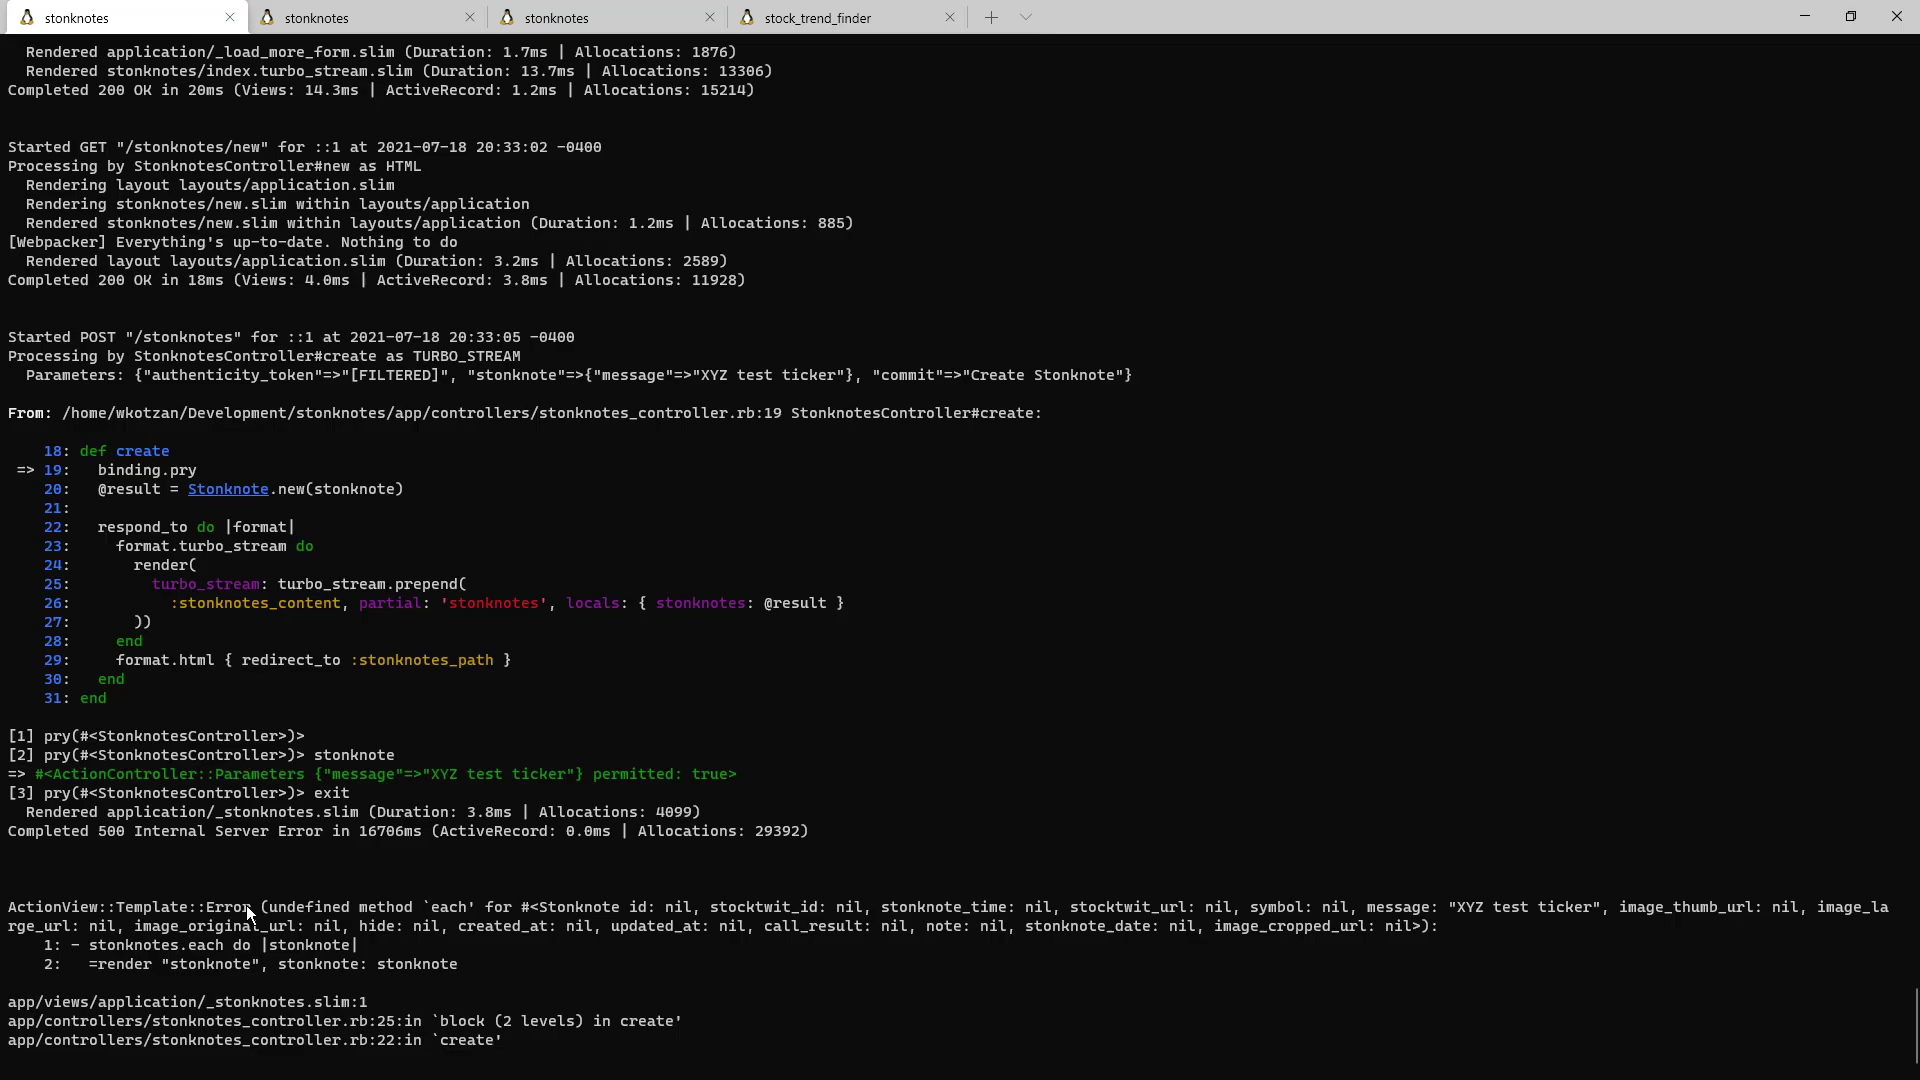 stonknotes
stonknotes
stonknotes
stock_trend_finder
  Rendered application/_load_more_form.slim (Duration: 1.7ms | Allocations: 1876)
  Rendered stonknotes/index.turbo_stream.slim (Duration: 13.7ms | Allocations: 13306)
Completed 200 OK in 20ms (Views: 14.3ms | ActiveRecord: 1.2ms | Allocations: 15214)
Started GET "/stonknotes/new" for ::1 at 2021-07-18 20:33:02 -0400
Processing by StonknotesController#new as HTML
  Rendering layout layouts/application.slim
  Rendering stonknotes/new.slim within layouts/application
  Rendered stonknotes/new.slim within layouts/application (Duration: 1.2ms | Allocations: 885)
[Webpacker] Everything's up-to-date. Nothing to do
  Rendered layout layouts/application.slim (Duration: 3.2ms | Allocations: 2589)
Completed 200 OK in 18ms (Views: 4.0ms | ActiveRecord: 3.8ms | Allocations: 11928)
Started POST "/stonknotes" for ::1 at 2021-07-18 20:33:05 -0400
Processing by StonknotesController#create as TURBO_STREAM
  Parameters: {"authenticity_token"=>"[FILTERED]", "stonknote"=>{"message"=>"XYZ test ticker"}, "commit"=>"Create Stonknote"}
From: /home/wkotzan/Development/stonknotes/app/controllers/stonknotes_controller.rb:19 StonknotesController#create:
    18: def create
 => 19:   binding.pry
    20:   @result = Stonknote.new(stonknote)
    21:
    22:   respond_to do |format|
    23:     format.turbo_stream do
    24:       render(
    25:         turbo_stream: turbo_stream.prepend(
    26:           :stonknotes_content, partial: 'stonknotes', locals: { stonknotes: @result }
    27:       ))
    28:     end
    29:     format.html { redirect_to :stonknotes_path }
    30:   end
    31: end
[1] pry(#<StonknotesController>)>
[2] pry(#<StonknotesController>)> stonknote
=> #<ActionController::Parameters {"message"=>"XYZ test ticker"} permitted: true>
[3] pry(#<StonknotesController>)> exit
  Rendered application/_stonknotes.slim (Duration: 3.8ms | Allocations: 4099)
Completed 500 Internal Server Error in 16706ms (ActiveRecord: 0.0ms | Allocations: 29392)
ActionView::Template::Error (undefined method `each' for #<Stonknote id: nil, stocktwit_id: nil, stonknote_time: nil, stocktwit_url: nil, symbol: nil, message: "XYZ test ticker", image_thumb_url: nil, image_la
rge_url: nil, image_original_url: nil, hide: nil, created_at: nil, updated_at: nil, call_result: nil, note: nil, stonknote_date: nil, image_cropped_url: nil>):
    1: - stonknotes.each do |stonknote|
    2:   =render "stonknote", stonknote: stonknote
app/views/application/_stonknotes.slim:1
app/controllers/stonknotes_controller.rb:25:in `block (2 levels) in create'
app/controllers/stonknotes_controller.rb:22:in `create'